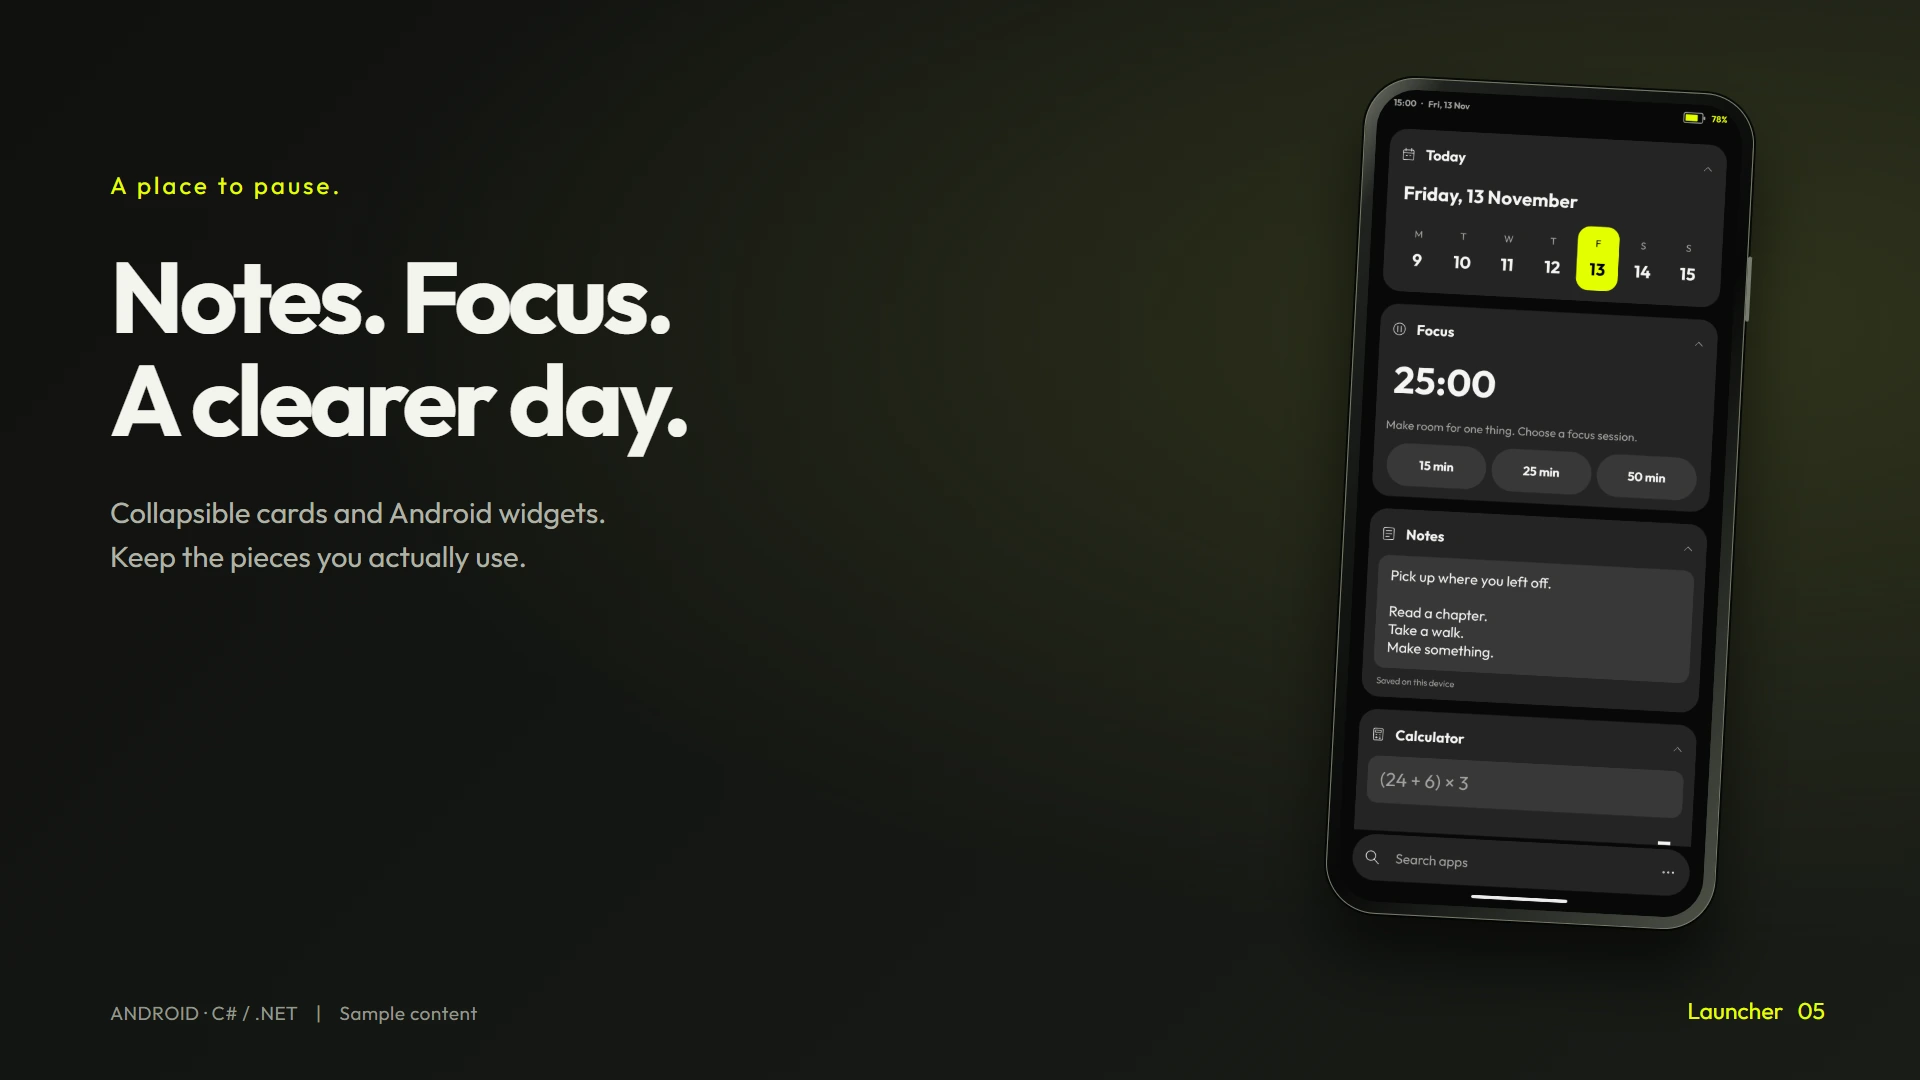 A place to pause.
Notes. Focus.
A clearer day.
Collapsible cards and Android widgets.
Keep the pieces you actually use.
15:00 · Fri, 13 Nov
78%
Today
Friday, 13 November
M T W T F S S
9 10 11 12 13 14 15
Focus
25:00
Make room for one thing. Choose a focus session.
15 min 25 min 50 min
Notes
Pick up where you left off.
Read a chapter.
Take a walk.
Make something.
Saved on this device
Calculator
(24 + 6) × 3
Search apps
ANDROID · C# / .NET | Sample content
Launcher 05